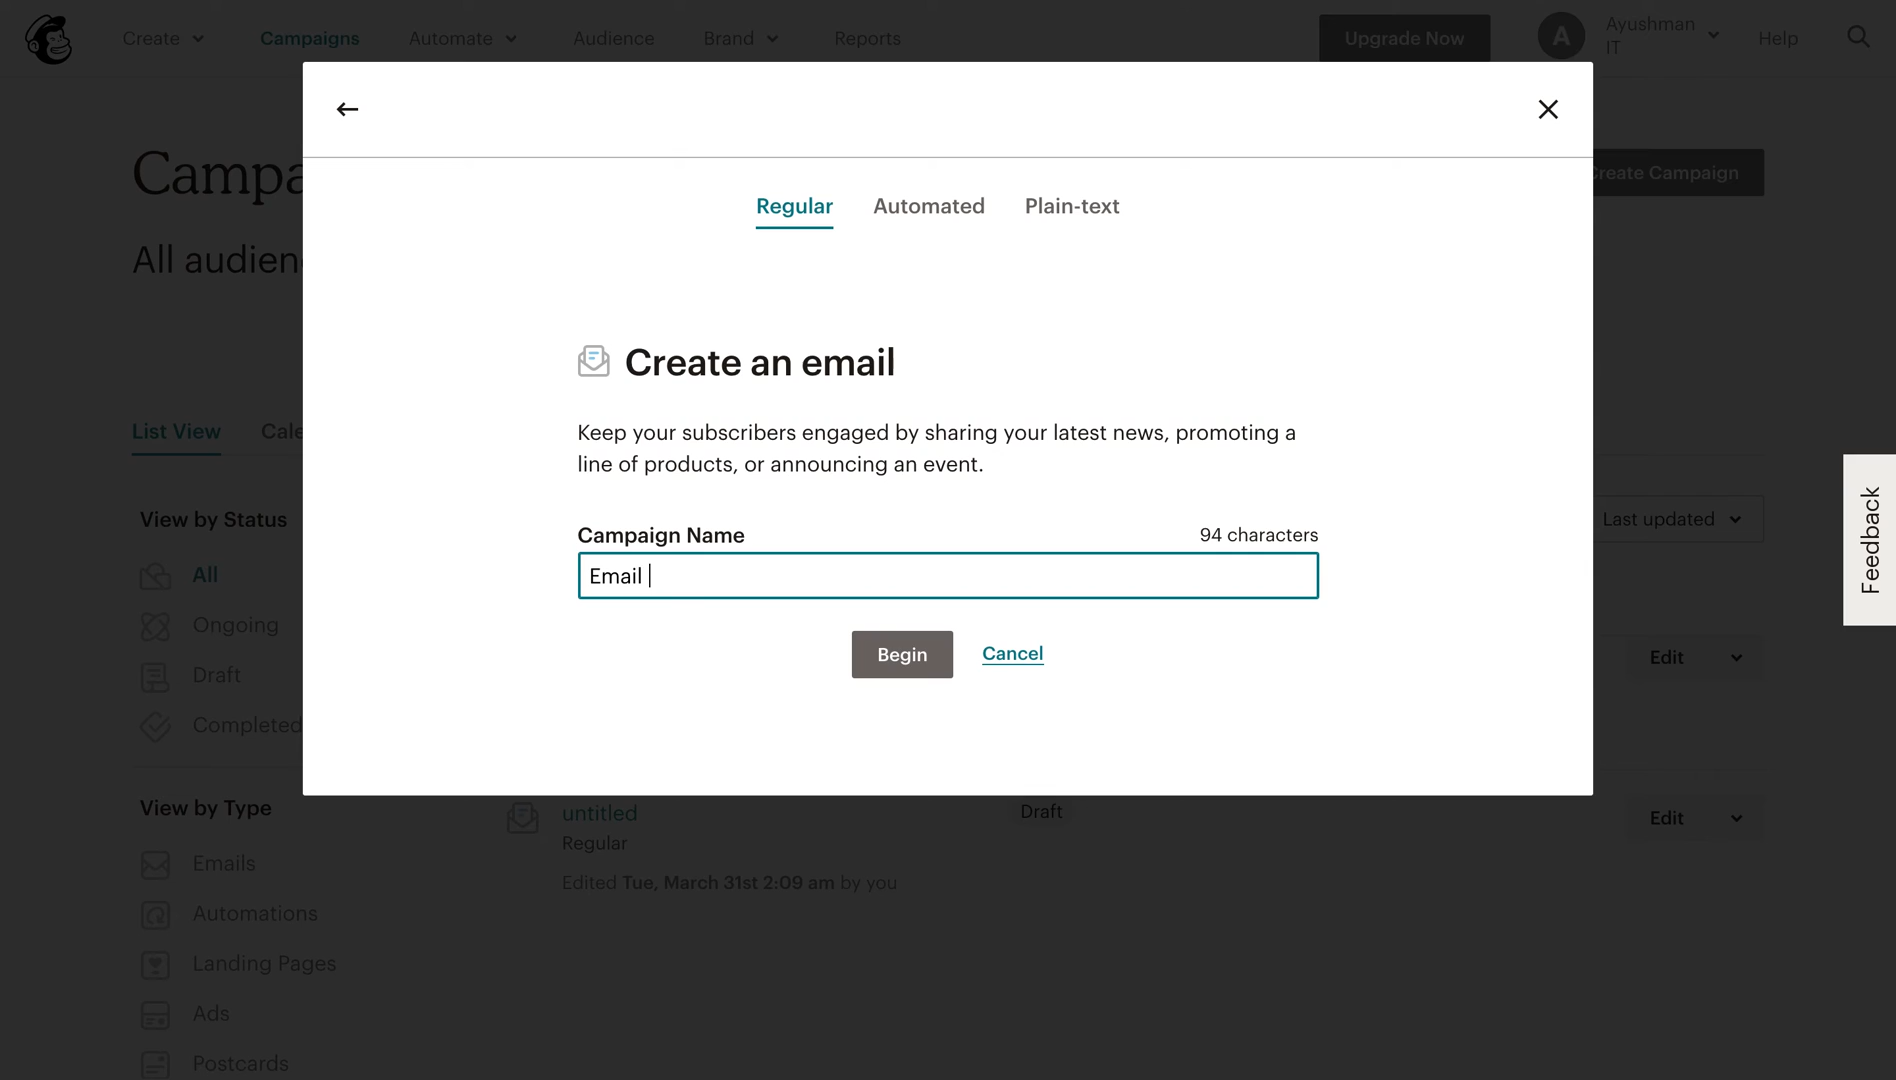 Create
Campaigns
Automate
Audience
Brand
Reports
Upgrade Now
A
Ayushman
IT
Help
Campa
Create Campaign
All audien
Regular
Automated
Plain-text
Create an email
Keep your subscribers engaged by sharing your latest news, promoting a
line of products, or announcing an event.
Campaign Name
94 characters
Email
Begin
Cancel
List View
Cale
View by Status
All
Ongoing
Draft
Completed
View by Type
Emails
Automations
Landing Pages
Ads
Postcards
Last updated
Edit
untitled
Regular
Edited Tue, March 31st 2:09 am by you
Draft
Edit
Feedback